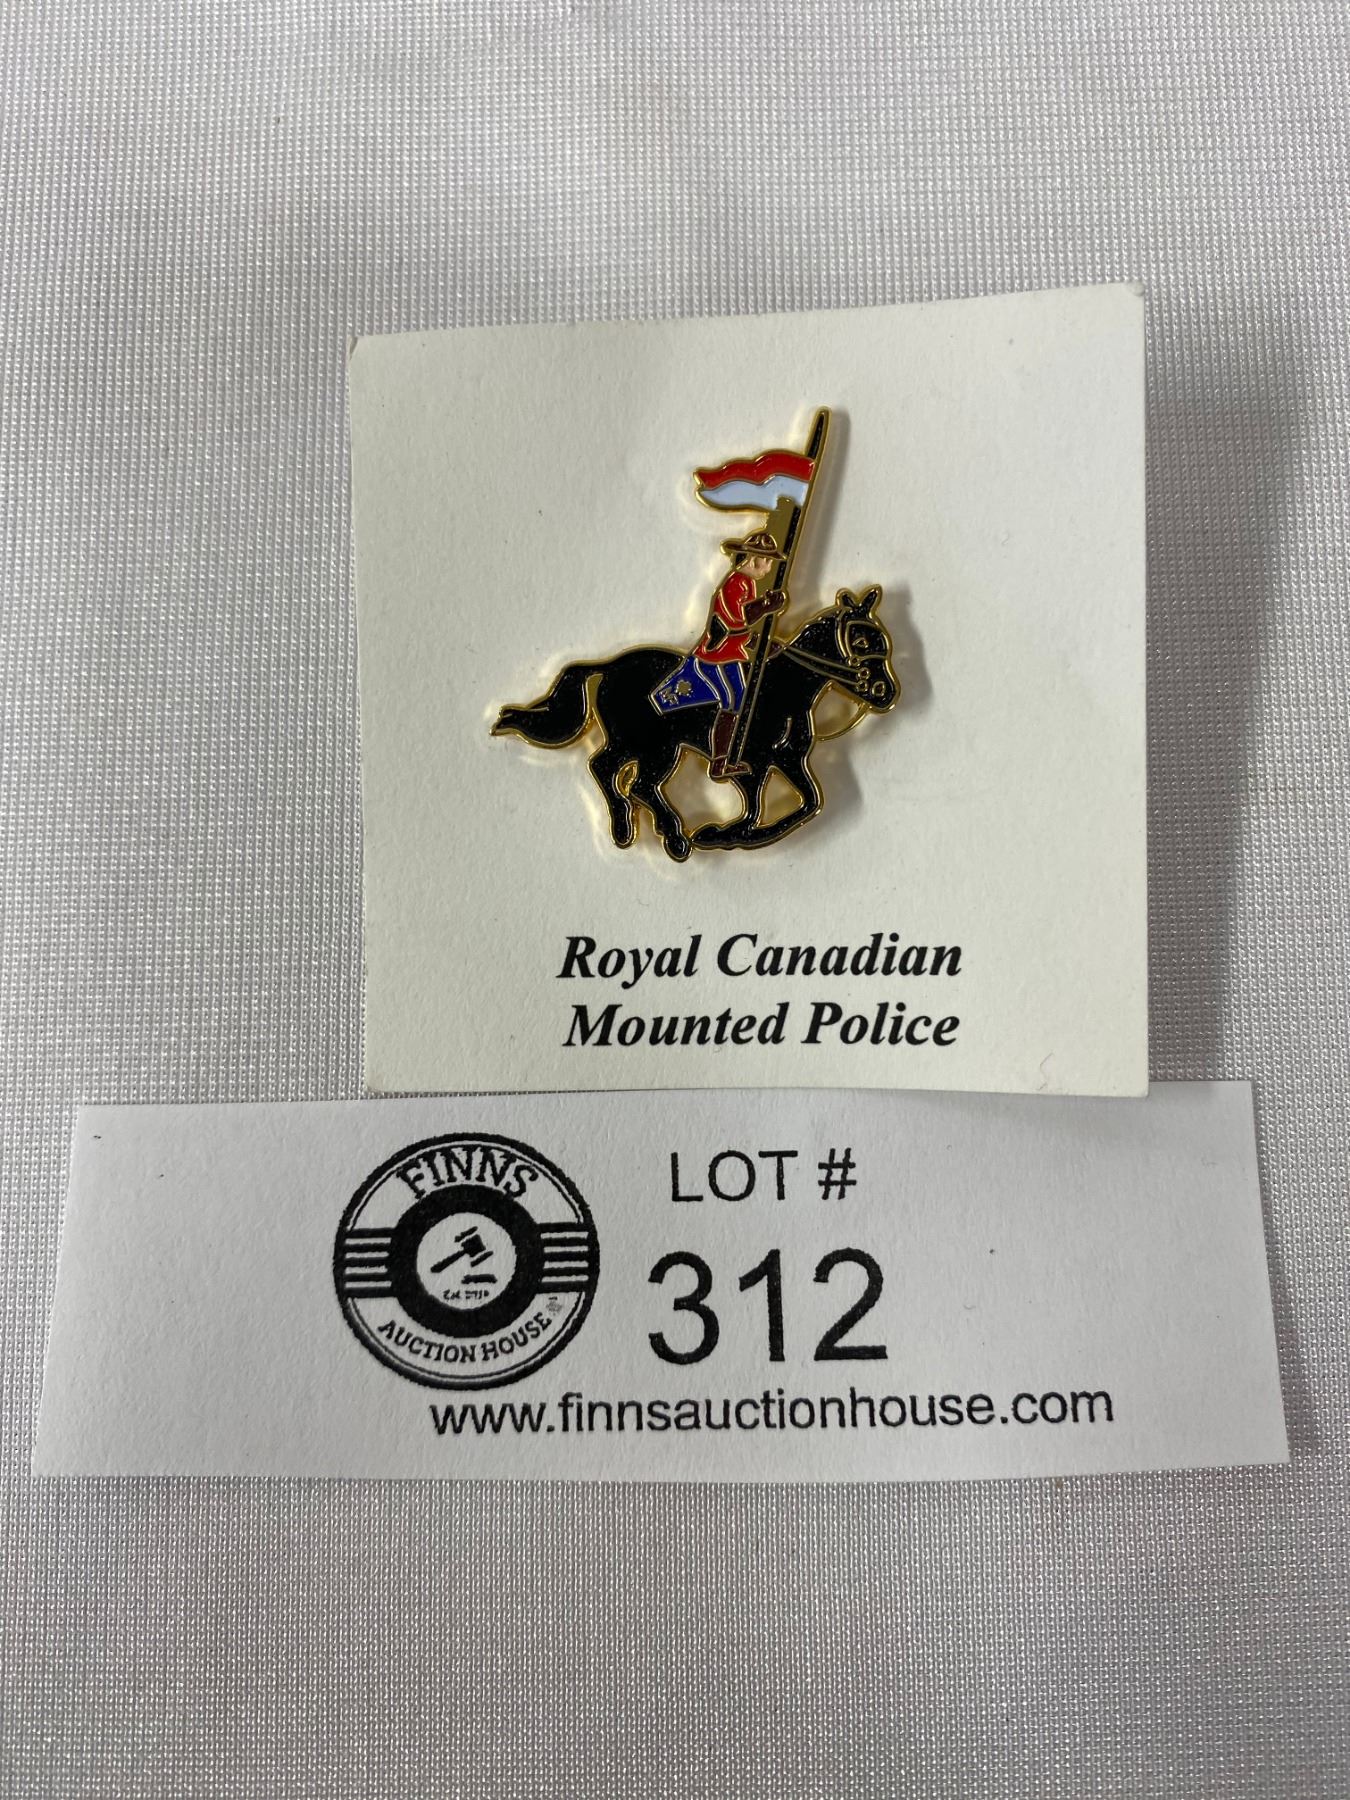 Royal Canadian
Mounted Police
FINNS
AUCTION HOUSE
LOT #
312
www.finnsauctionhouse.com